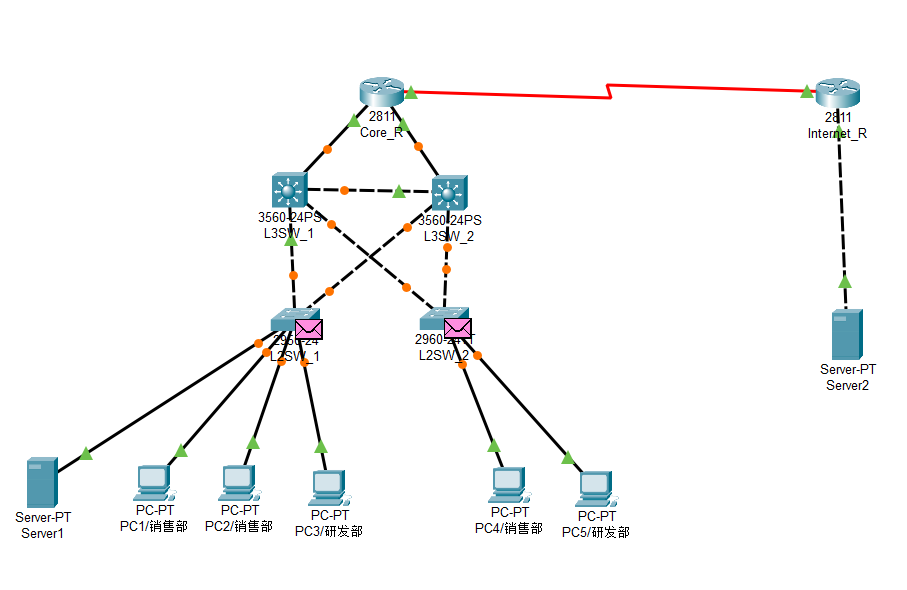 2811
Core_R
2811
Internet_R
3560-24PS
L3SW_1
3560-24PS
L3SW_2
L2SW_1
L2SW_2
Server-PT
Server2
Server-PT
Server1
PC-PT
PC1/销售部
PC-PT
PC2/销售部
PC-PT
PC3/研发部
PC-PT
PC4/销售部
PC-PT
PC5/研发部